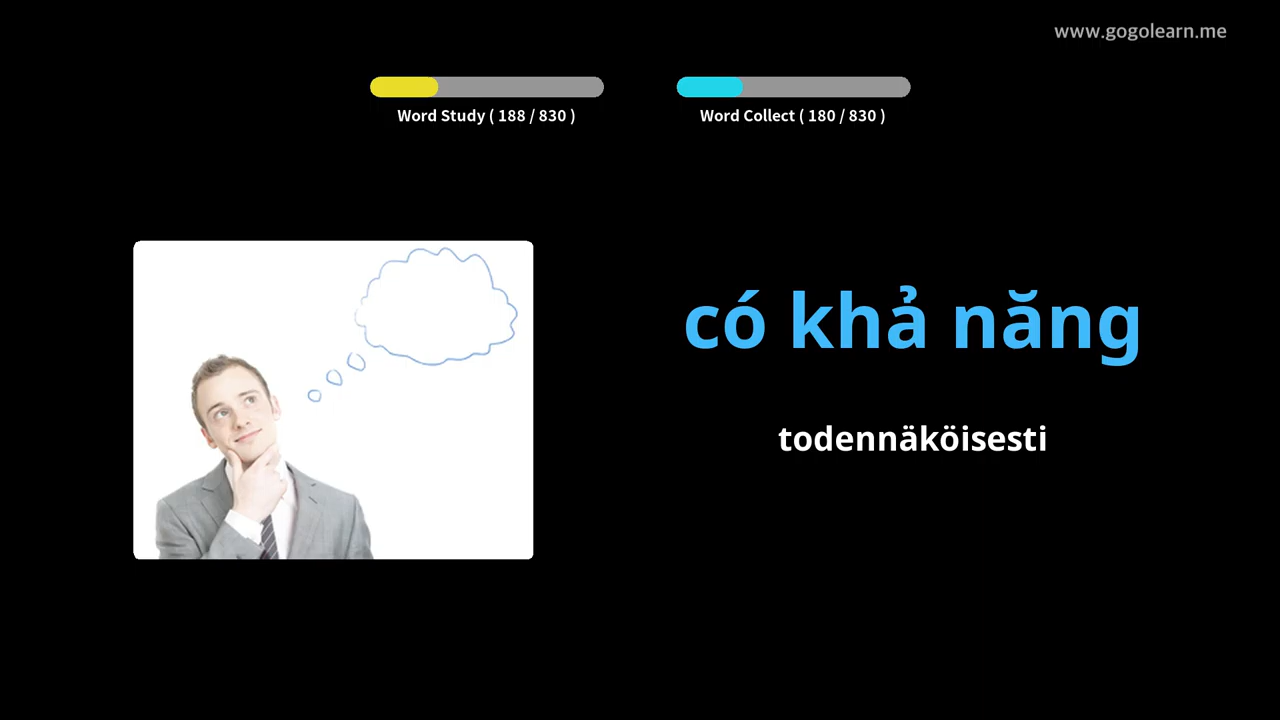 www.gogolearn.me
Word Study ( 188 / 830 )
Word Collect ( 180 / 830 )
có khả năng
todennäköisesti